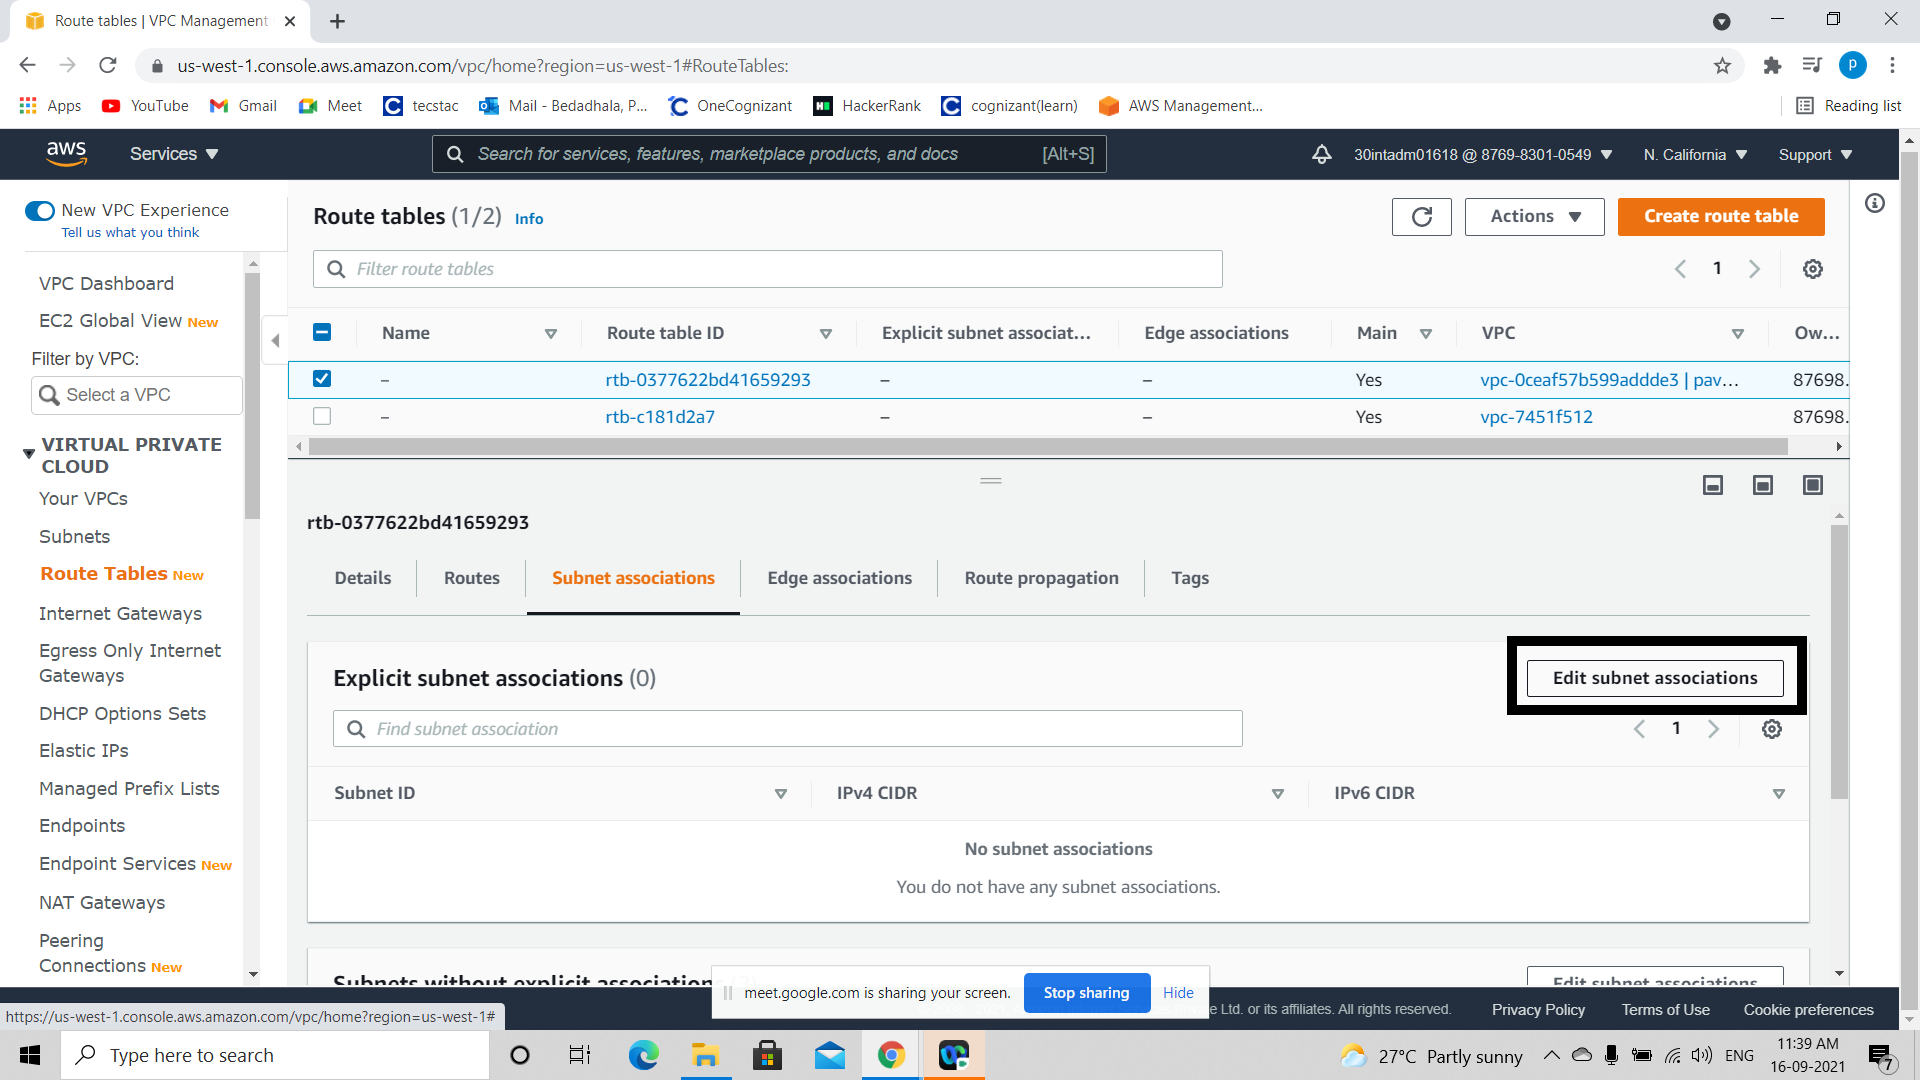 Route tables | VPC Management
us-west-1.console.aws.amazon.com/vpc/home?region=us-west-1#RouteTables:
P
Apps YouTube Gmail Meet tecstac Mail - Bedadhala, P... OneCognizant HackerRank cognizant(learn) AWS Management... Reading list
aws Services Search for services, features, marketplace products, and docs [Alt+S] 30intadm01618 @ 8769-8301-0549 N. California Support
New VPC Experience
Tell us what you think
VPC Dashboard
EC2 Global View New
Filter by VPC:
Select a VPC
VIRTUAL PRIVATE
CLOUD
Your VPCs
Subnets
Route Tables New
Internet Gateways
Egress Only Internet
Gateways
DHCP Options Sets
Elastic IPs
Managed Prefix Lists
Endpoints
Endpoint Services New
NAT Gateways
Peering
Connections New
Route tables (1/2) Info
Actions
Create route table
Filter route tables
1
Name Route table ID Explicit subnet associat... Edge associations Main VPC Ow...
– rtb-0377622bd41659293 – – Yes vpc-0ceaf57b599addde3 | pav... 87698.
– rtb-c181d2a7 – – Yes vpc-7451f512 87698.
rtb-0377622bd41659293
Details Routes Subnet associations Edge associations Route propagation Tags
Explicit subnet associations (0)
Edit subnet associations
Find subnet association
1
Subnet ID IPv4 CIDR IPv6 CIDR
No subnet associations
You do not have any subnet associations.
Subnets without explicit association
Edit subnet associations
meet.google.com is sharing your screen. Stop sharing Hide
https://us-west-1.console.aws.amazon.com/vpc/home?region=us-west-1#
e Ltd. or its affiliates. All rights reserved. Privacy Policy Terms of Use Cookie preferences
Type here to search
27°C Partly sunny
ENG
11:39 AM
16-09-2021
7